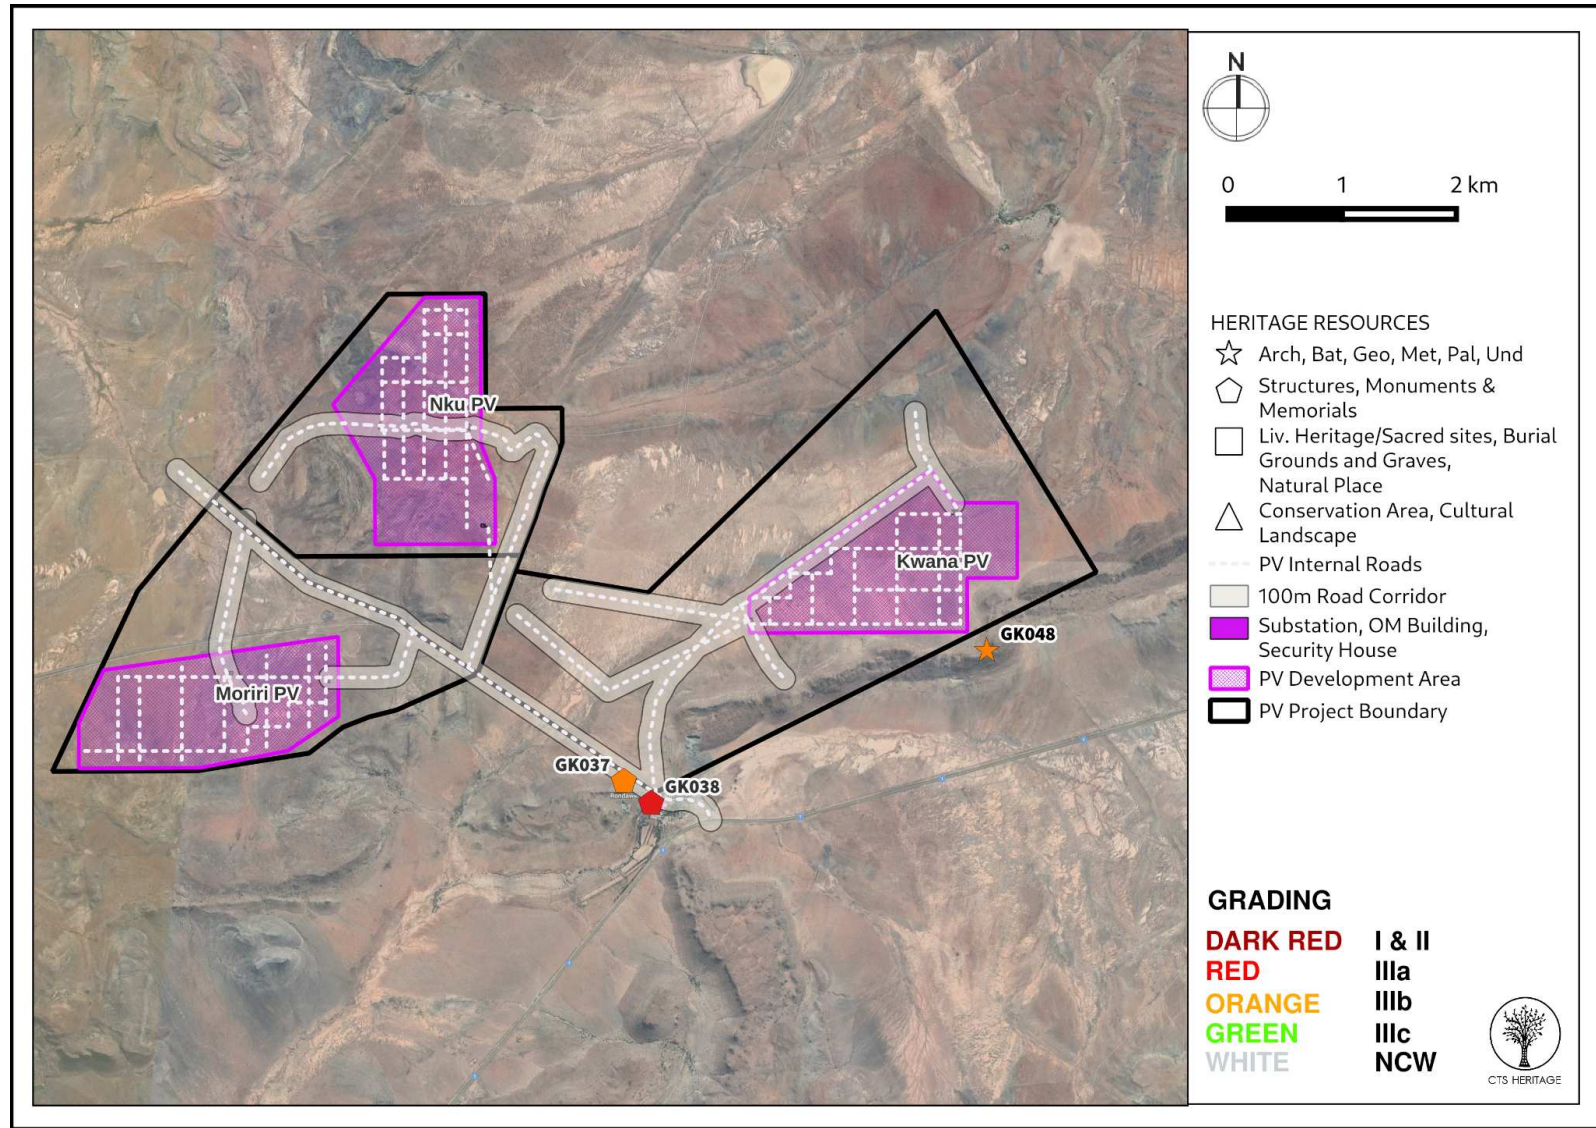 N
0 1 2 km
HERITAGE RESOURCES
Arch, Bat, Geo, Met, Pal, Und
Structures, Monuments &
Memorials
Liv. Heritage/Sacred sites, Burial
Grounds and Graves,
Natural Place
Conservation Area, Cultural
Landscape
PV Internal Roads
100m Road Corridor
Substation, OM Building,
Security House
PV Development Area
PV Project Boundary
GRADING
DARK RED I & II
RED IIIa
ORANGE IIIb
GREEN IIIc
WHITE NCW
CTS HERITAGE
Nku PV
Kwana PV
GK048
Moriri PV
GK037
GK038